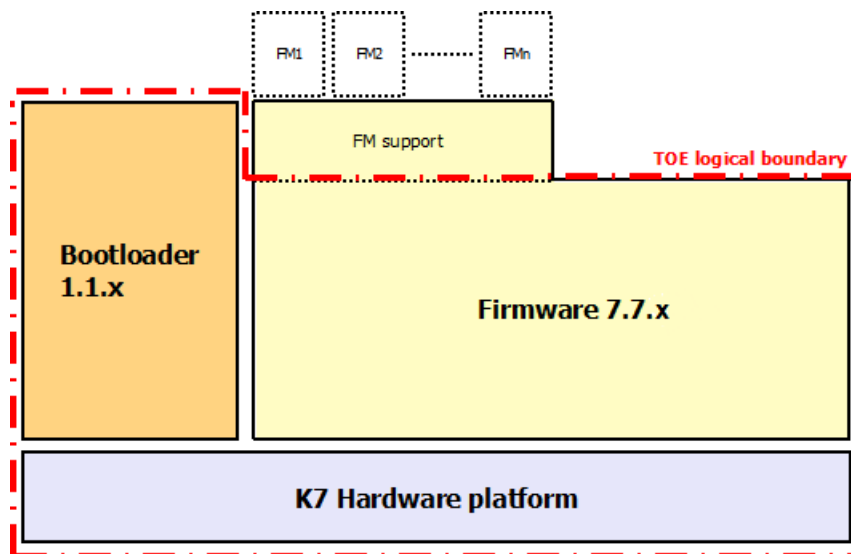 FM1 FM2 FMn
FM support
TOE logical boundary
Bootloader
1.1.x
Firmware 7.7.x
K7 Hardware platform